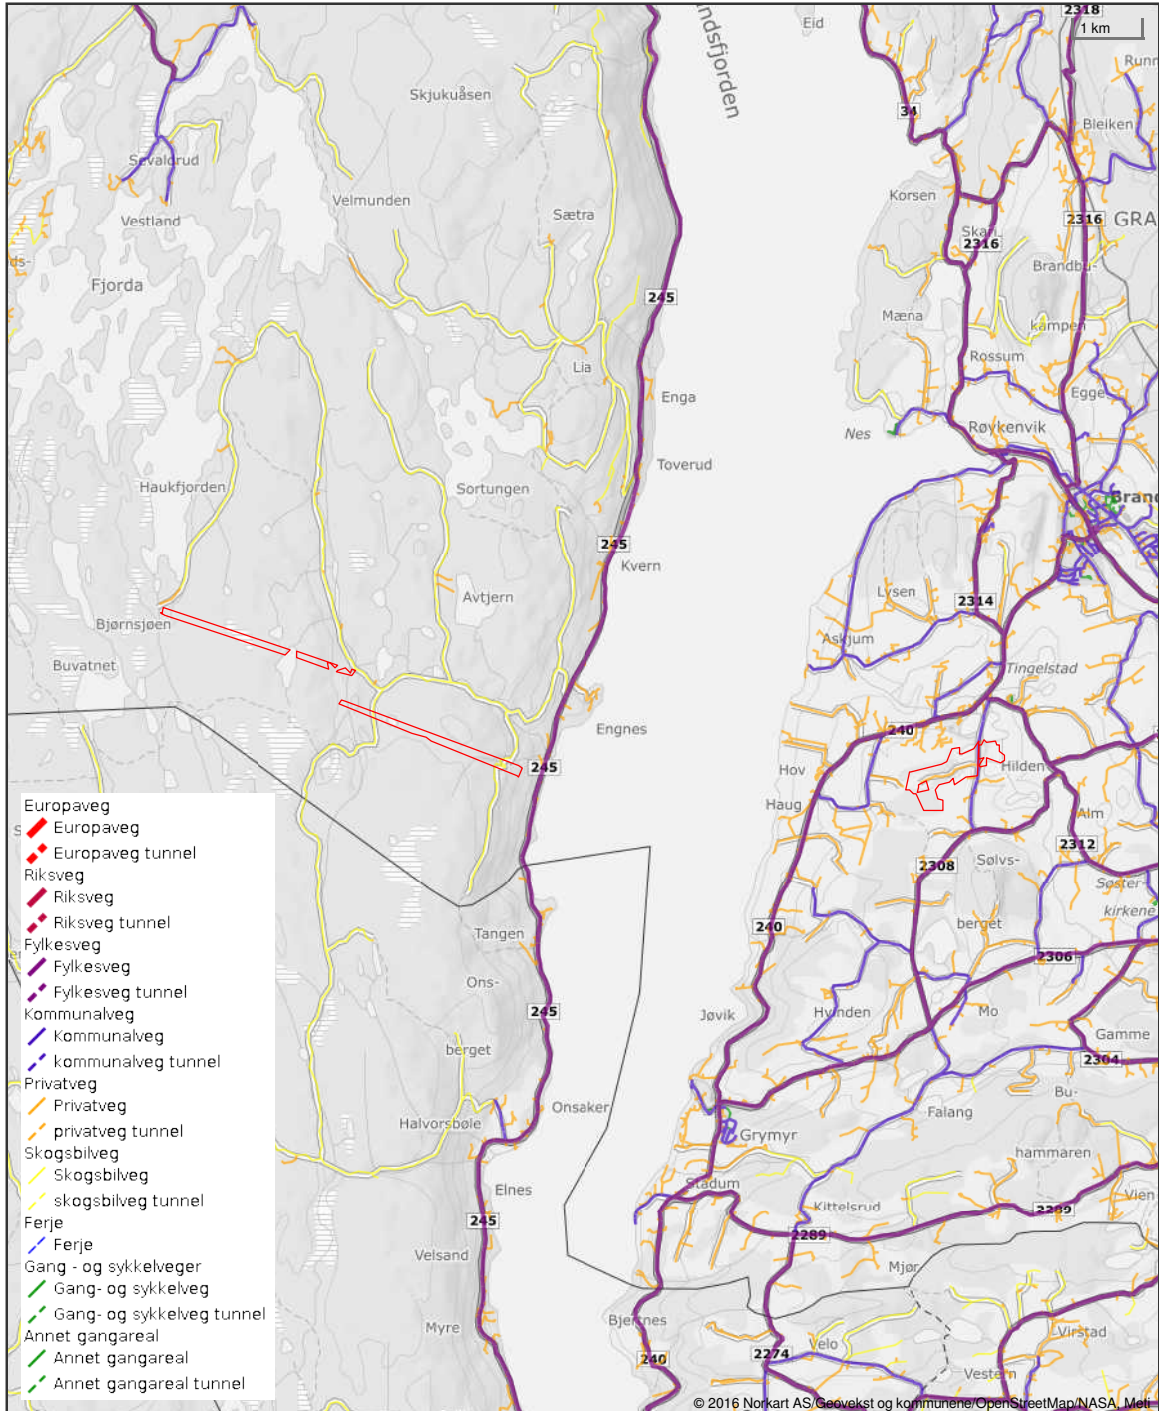 2318
1 km
Eid
ndsfjorden
Runn
Skjukuåsen
34
Bleiken
Sevaldrud
Korsen
Velmunden
Vestland
Sætra
2316
GRA
Skari
2316
ds-
Brandbu-
Fjorda
245
Mæna
kampen
Rossum
Lia
Enga
Egge
Røykenvik
Nes
Toverud
Haukfjorden
Sortungen
Brand
245
Kvern
Lysen
Avtjern
2314
Bjørnsjøen
Askjum
Buvatnet
Tingelstad
Engnes
240
245
Hov
Hilden
Haug
Europaveg
Europaveg
Europaveg tunnel
Riksveg
Riksveg
Riksveg tunnel
Fylkesveg
Fylkesveg
Fylkesveg tunnel
Kommunalveg
Kommunalveg
kommunalveg tunnel
Privatveg
Privatveg
privatveg tunnel
Skogsbilveg
Skogsbilveg
skogsbilveg tunnel
Ferje
Ferje
Gang - og sykkelveger
Gang- og sykkelveg
Gang- og sykkelveg tunnel
Annet gangareal
Annet gangareal
Annet gangareal tunnel
Alm
2312
2308
Sølvs-
berget
Søster-
kirkene
240
Tangen
2306
Ons-
berget
245
Jøvik
Hvinden
Mo
Gamme
2304
Bu-
hammaren
Onsaker
Halvorsbøle
Falang
Grymyr
Elnes
Stadum
Kittelsrud
Vien
2299
245
2289
Velsand
Mjør
Myre
Bjertnes
Velo
Virstad
240
2274
Vestern
© 2016 Norkart AS/Geovekst og kommunene/OpenStreetMap/NASA, Meti